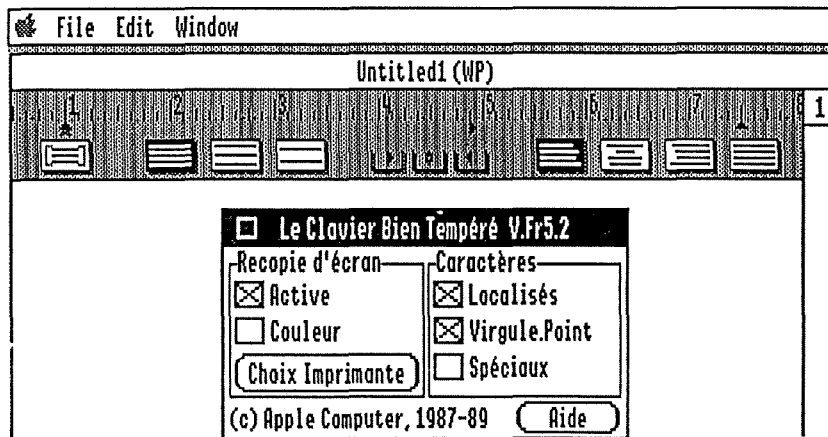 File Edit Window
Untitled1 (WP)
1 2 3 4 5 6 7 8
1
Le Clavier Bien Tempéré V.Fr5.2
Recopie d'écran
Active
Couleur
Choix Imprimante
Caractères
Localisés
Virgule.Point
Spéciaux
(c) Apple Computer, 1987-89 Aide